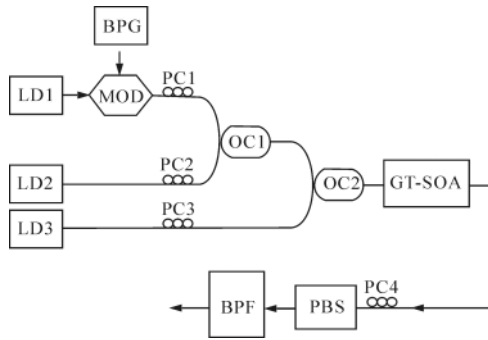 BPG
LD1
MOD
PC1
OC1
LD2
PC2
OC2
GT-SOA
LD3
PC3
BPF
PBS
PC4